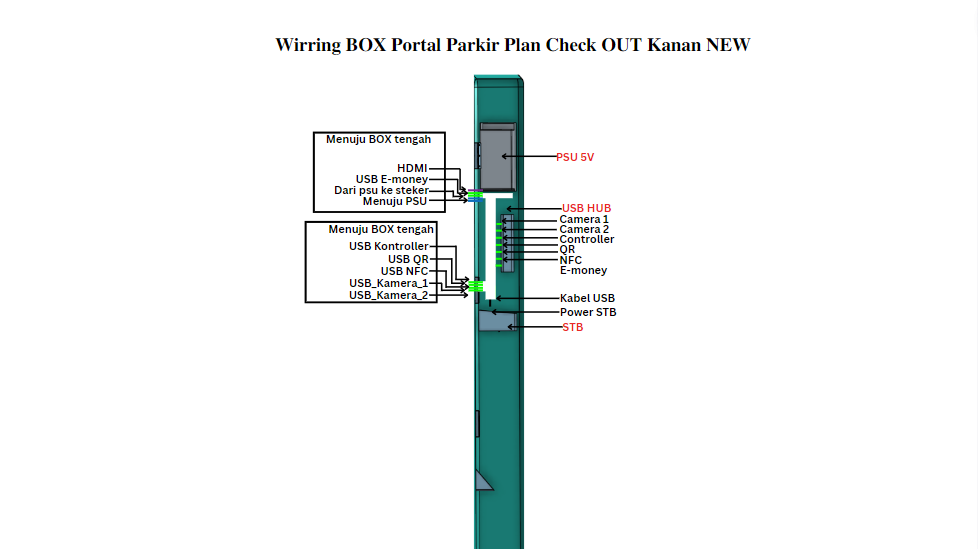 Wirring BOX Portal Parkir Plan Check OUT Kanan NEW
Menuju BOX tengah
HDMI
USB E-money
Dari psu ke steker
Menuju PSU
Menuju BOX tengah
USB Kontroller
USB QR
USB NFC
USB_Kamera_1
USB_Kamera_2
PSU 5V
USB HUB
Camera 1
Camera 2
Controller
QR
NFC
E-money
Kabel USB
Power STB
STB